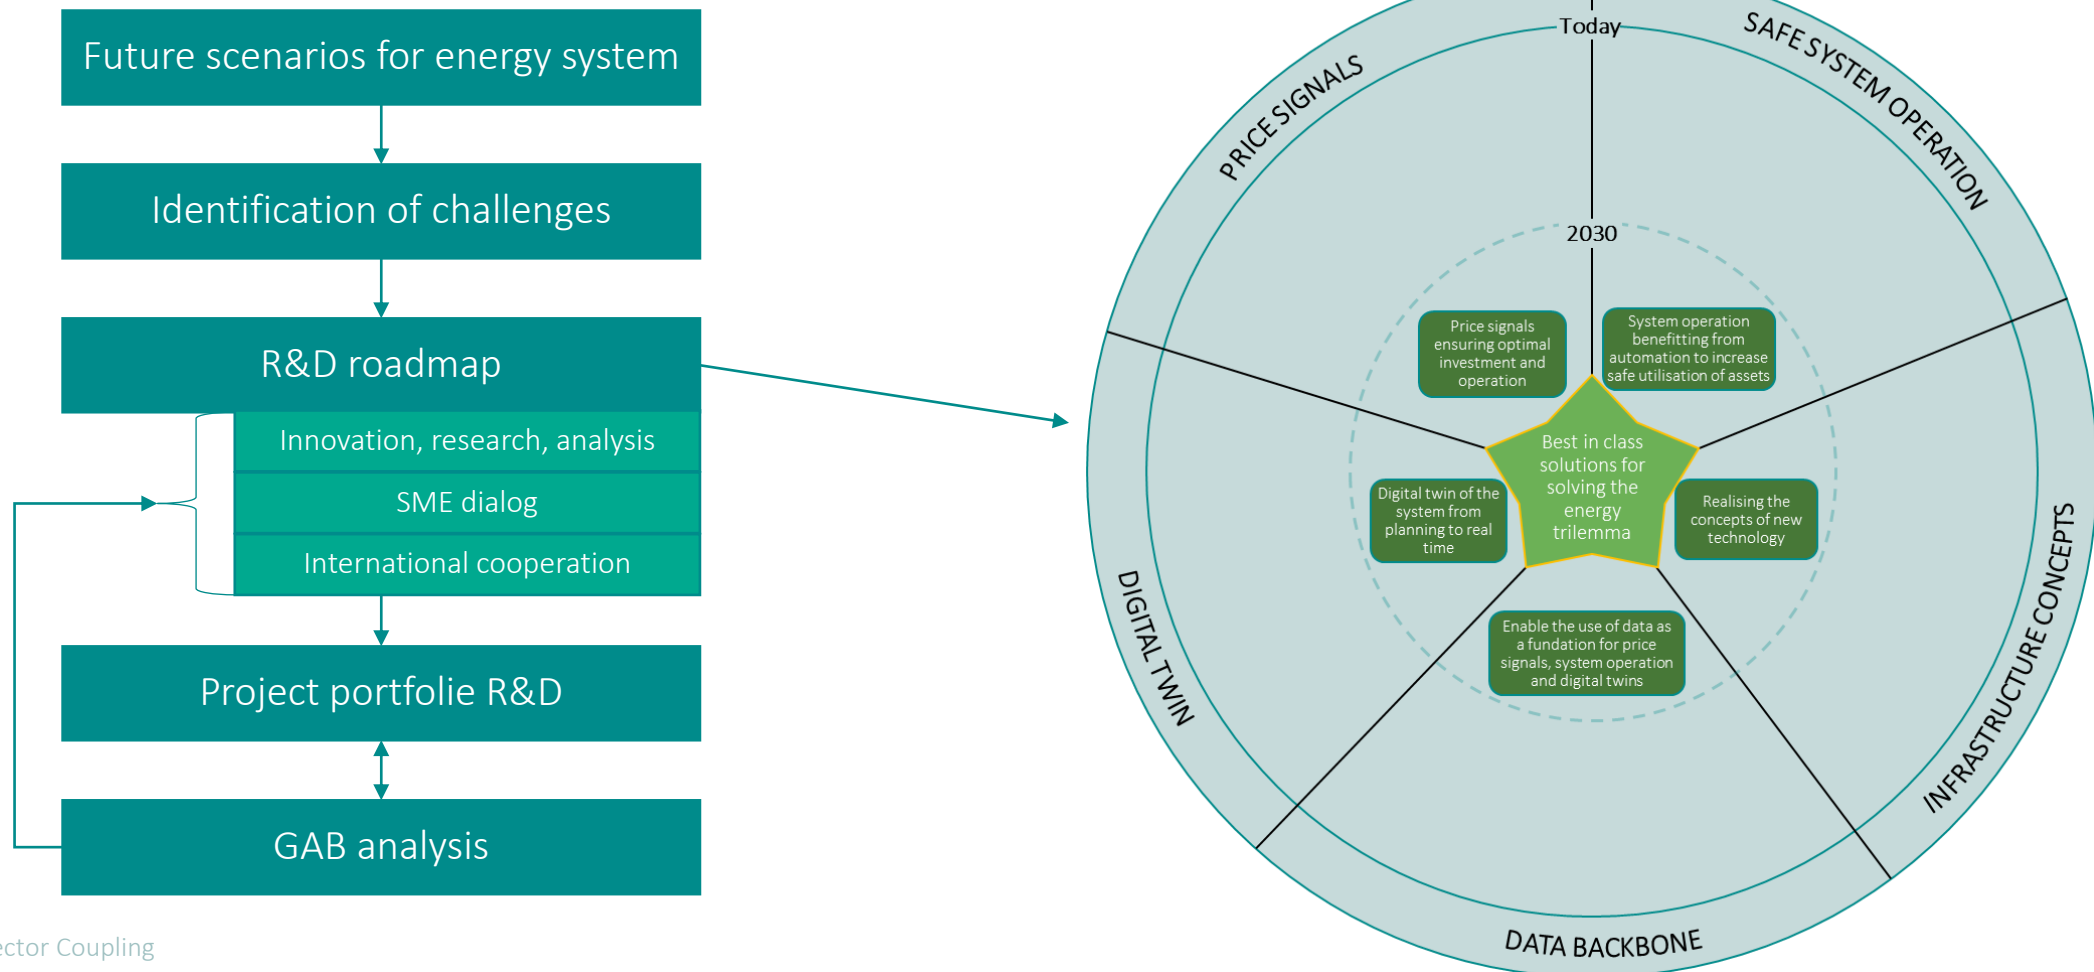 Future scenarios for energy system
Identification of challenges
R&D roadmap
Innovation, research, analysis
SME dialog
International cooperation
Project portfolie R&D
GAB analysis
ector Coupling
Today
2030
PRICE SIGNALS
SAFE SYSTEM OPERATION
INFRASTRUCTURE CONCEPTS
DATA BACKBONE
DIGITAL TWIN
Price signals
ensuring optimal
investment and
operation
System operation
benefitting from
automation to increase
safe utilisation of assets
Best in class
solutions for
solving the
energy
trilemma
Digital twin of the
system from
planning to real
time
Realising the
concepts of new
technology
Enable the use of data as
a fundation for price
signals, system operation
and digital twins